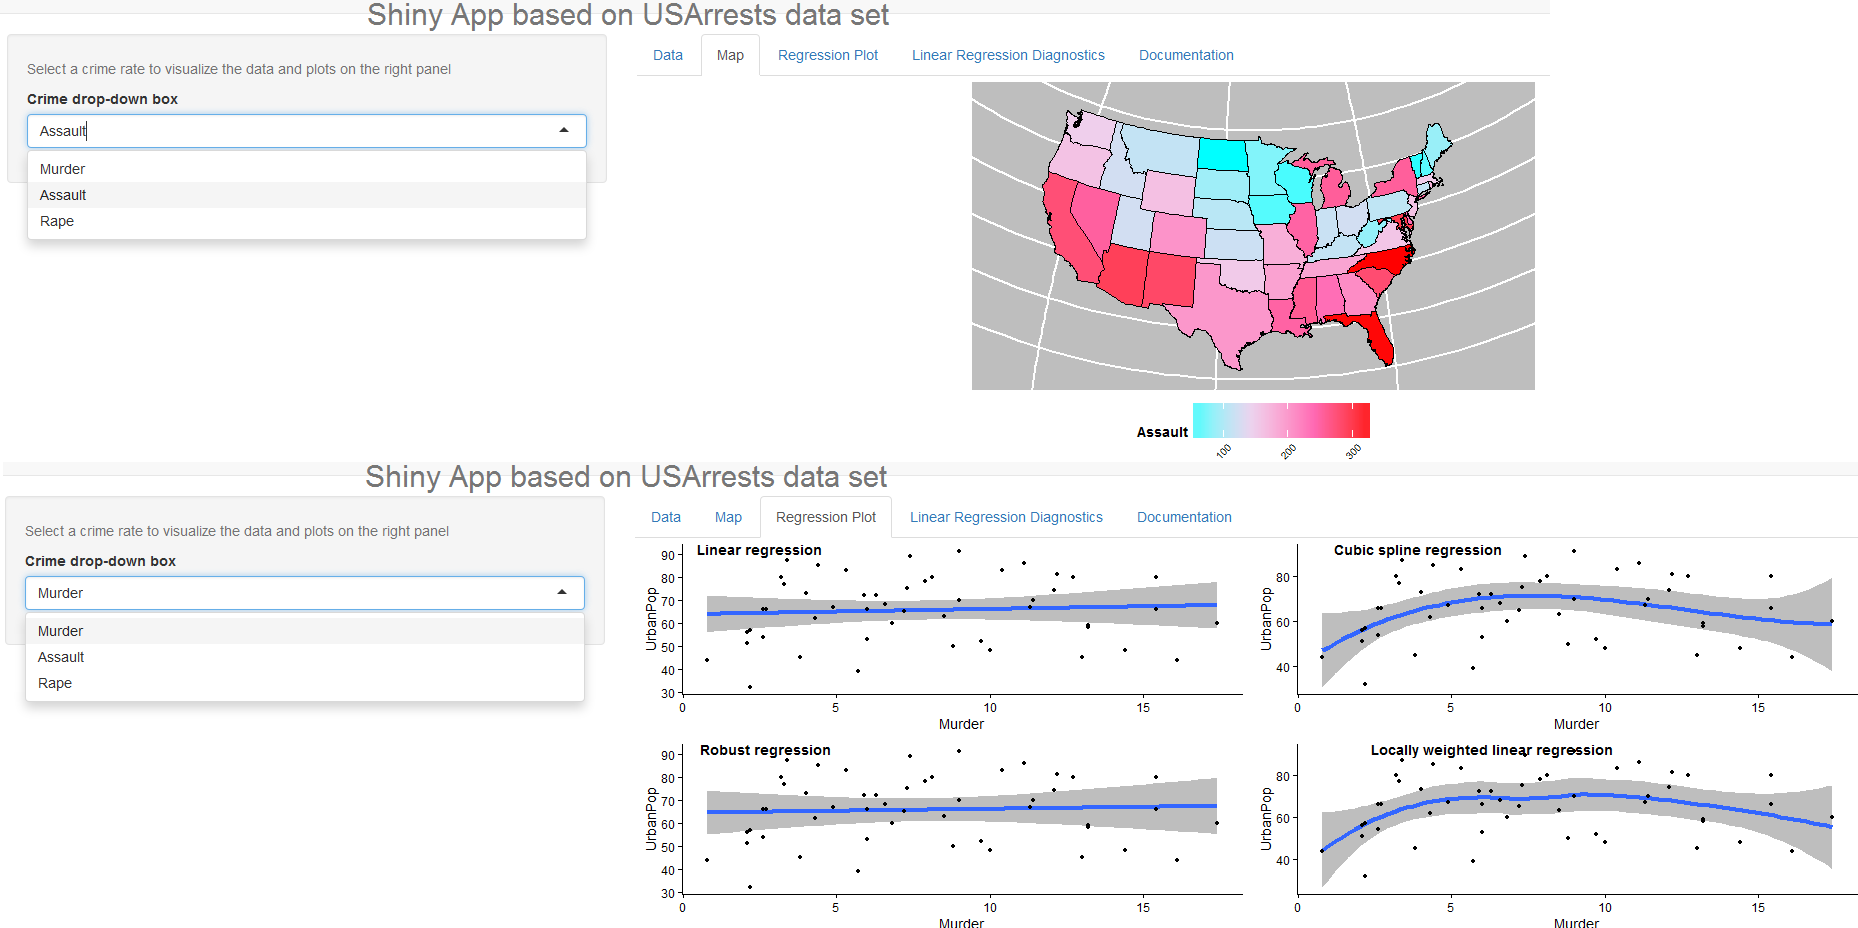 Shiny App based on USArrests data set
Select a crime rate to visualize the data and plots on the right panel
Crime drop-down box
Assault
Murder
Assault
Rape
Data Map Regression Plot Linear Regression Diagnostics Documentation
Assault
100 200 300
Shiny App based on USArrests data set
Select a crime rate to visualize the data and plots on the right panel
Crime drop-down box
Murder
Murder
Assault
Rape
Data Map Regression Plot Linear Regression Diagnostics Documentation
Linear regression
90
80
70
60
50
40
30
UrbanPop
0 5 10 15
Murder
Cubic spline regression
80
60
40
UrbanPop
0 5 10 15
Murder
Robust regression
90
80
70
60
50
40
30
UrbanPop
0 5 10 15
Murder
Locally weighted linear regression
80
60
40
UrbanPop
0 5 10 15
Murder